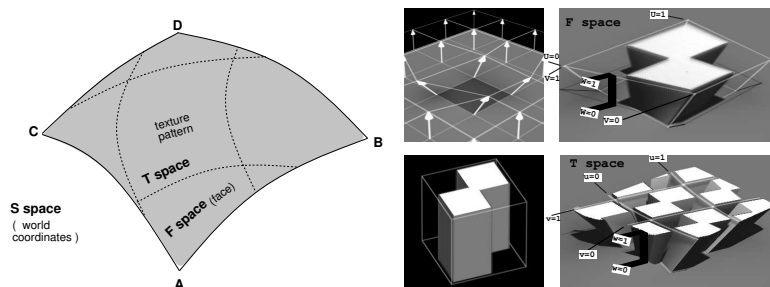 D
C
B
A
texture
pattern
T space
F space (face)
S space
( world
coordinates )
F space
U=1
U=0
V=1
W=1
W=0
V=0
T space
u=1
u=0
v=1
w=1
v=0
w=0